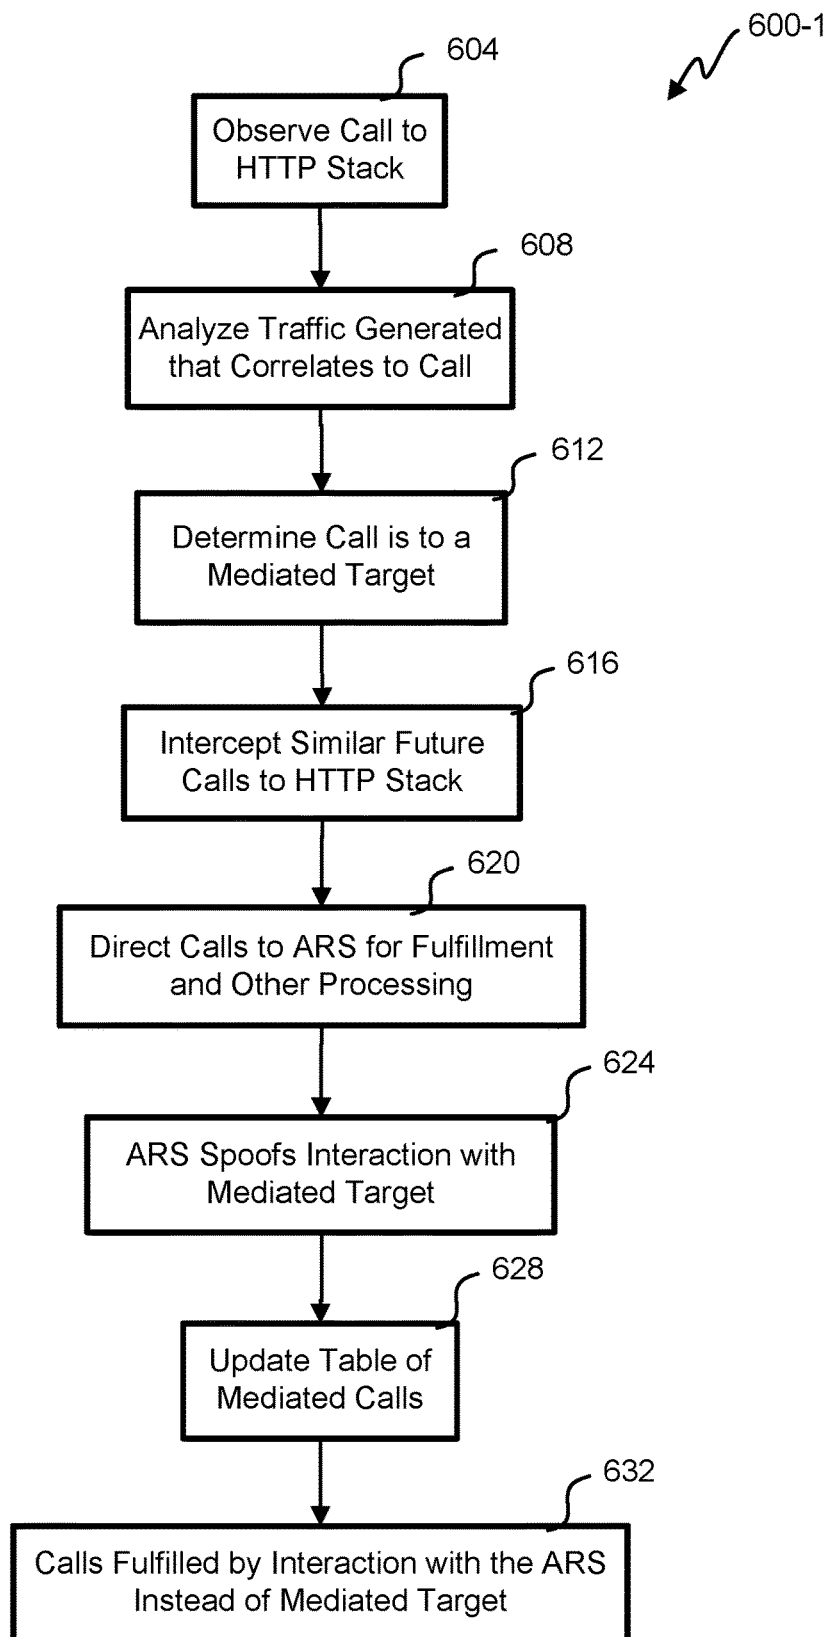 600-1
604
Observe Call to
HTTP Stack
608
Analyze Traffic Generated
that Correlates to Call
612
Determine Call is to a
Mediated Target
616
Intercept Similar Future
Calls to HTTP Stack
620
Direct Calls to ARS for Fulfillment
and Other Processing
624
ARS Spoofs Interaction with
Mediated Target
628
Update Table of
Mediated Calls
632
Calls Fulfilled by Interaction with the ARS
Instead of Mediated Target